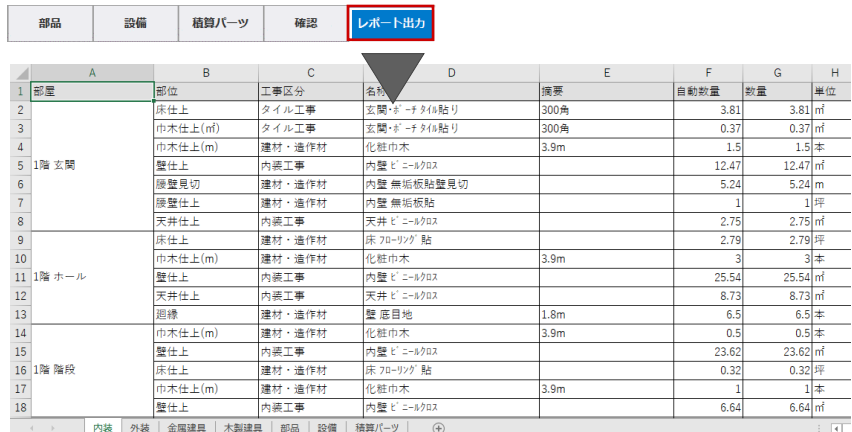 部品 設備 積算パーツ 確認 レポート出力
A B C D E F G H
1 部屋 部位 工事区分 名称 摘要 自動数量 数量 単位
2 床仕上 タイル工事 玄関・ポーチ タイル貼り 300角 3.81 3.81 ㎡
3 巾木仕上(㎡) タイル工事 玄関・ポーチ タイル貼り 300角 0.37 0.37 ㎡
4 巾木仕上(m) 建材・造作材 化粧巾木 3.9m 1.5 1.5 本
5 1階 玄関 壁仕上 内装工事 内壁 ビニールクロス 12.47 12.47 ㎡
6 腰壁見切 建材・造作材 内壁 無垢板貼壁見切 5.24 5.24 m
7 腰壁仕上 建材・造作材 内壁 無垢板貼 1 1 坪
8 天井仕上 内装工事 天井 ビニールクロス 2.75 2.75 ㎡
9 床仕上 建材・造作材 床 フローリング 貼 2.79 2.79 坪
10 巾木仕上(m) 建材・造作材 化粧巾木 3.9m 3 3 本
11 1階 ホール 壁仕上 内装工事 内壁 ビニールクロス 25.54 25.54 ㎡
12 天井仕上 内装工事 天井 ビニールクロス 8.73 8.73 ㎡
13 廻縁 建材・造作材 壁 底目地 1.8m 6.5 6.5 本
14 巾木仕上(m) 建材・造作材 化粧巾木 3.9m 0.5 0.5 本
15 壁仕上 内装工事 内壁 ビニールクロス 23.62 23.62 ㎡
16 1階 階段 床仕上 建材・造作材 床 フローリング 貼 0.32 0.32 坪
17 巾木仕上(m) 建材・造作材 化粧巾木 3.9m 1 1 本
18 壁仕上 内装工事 内壁 ビニールクロス 6.64 6.64 ㎡
内装 外装 金属建具 木製建具 部品 設備 積算パーツ